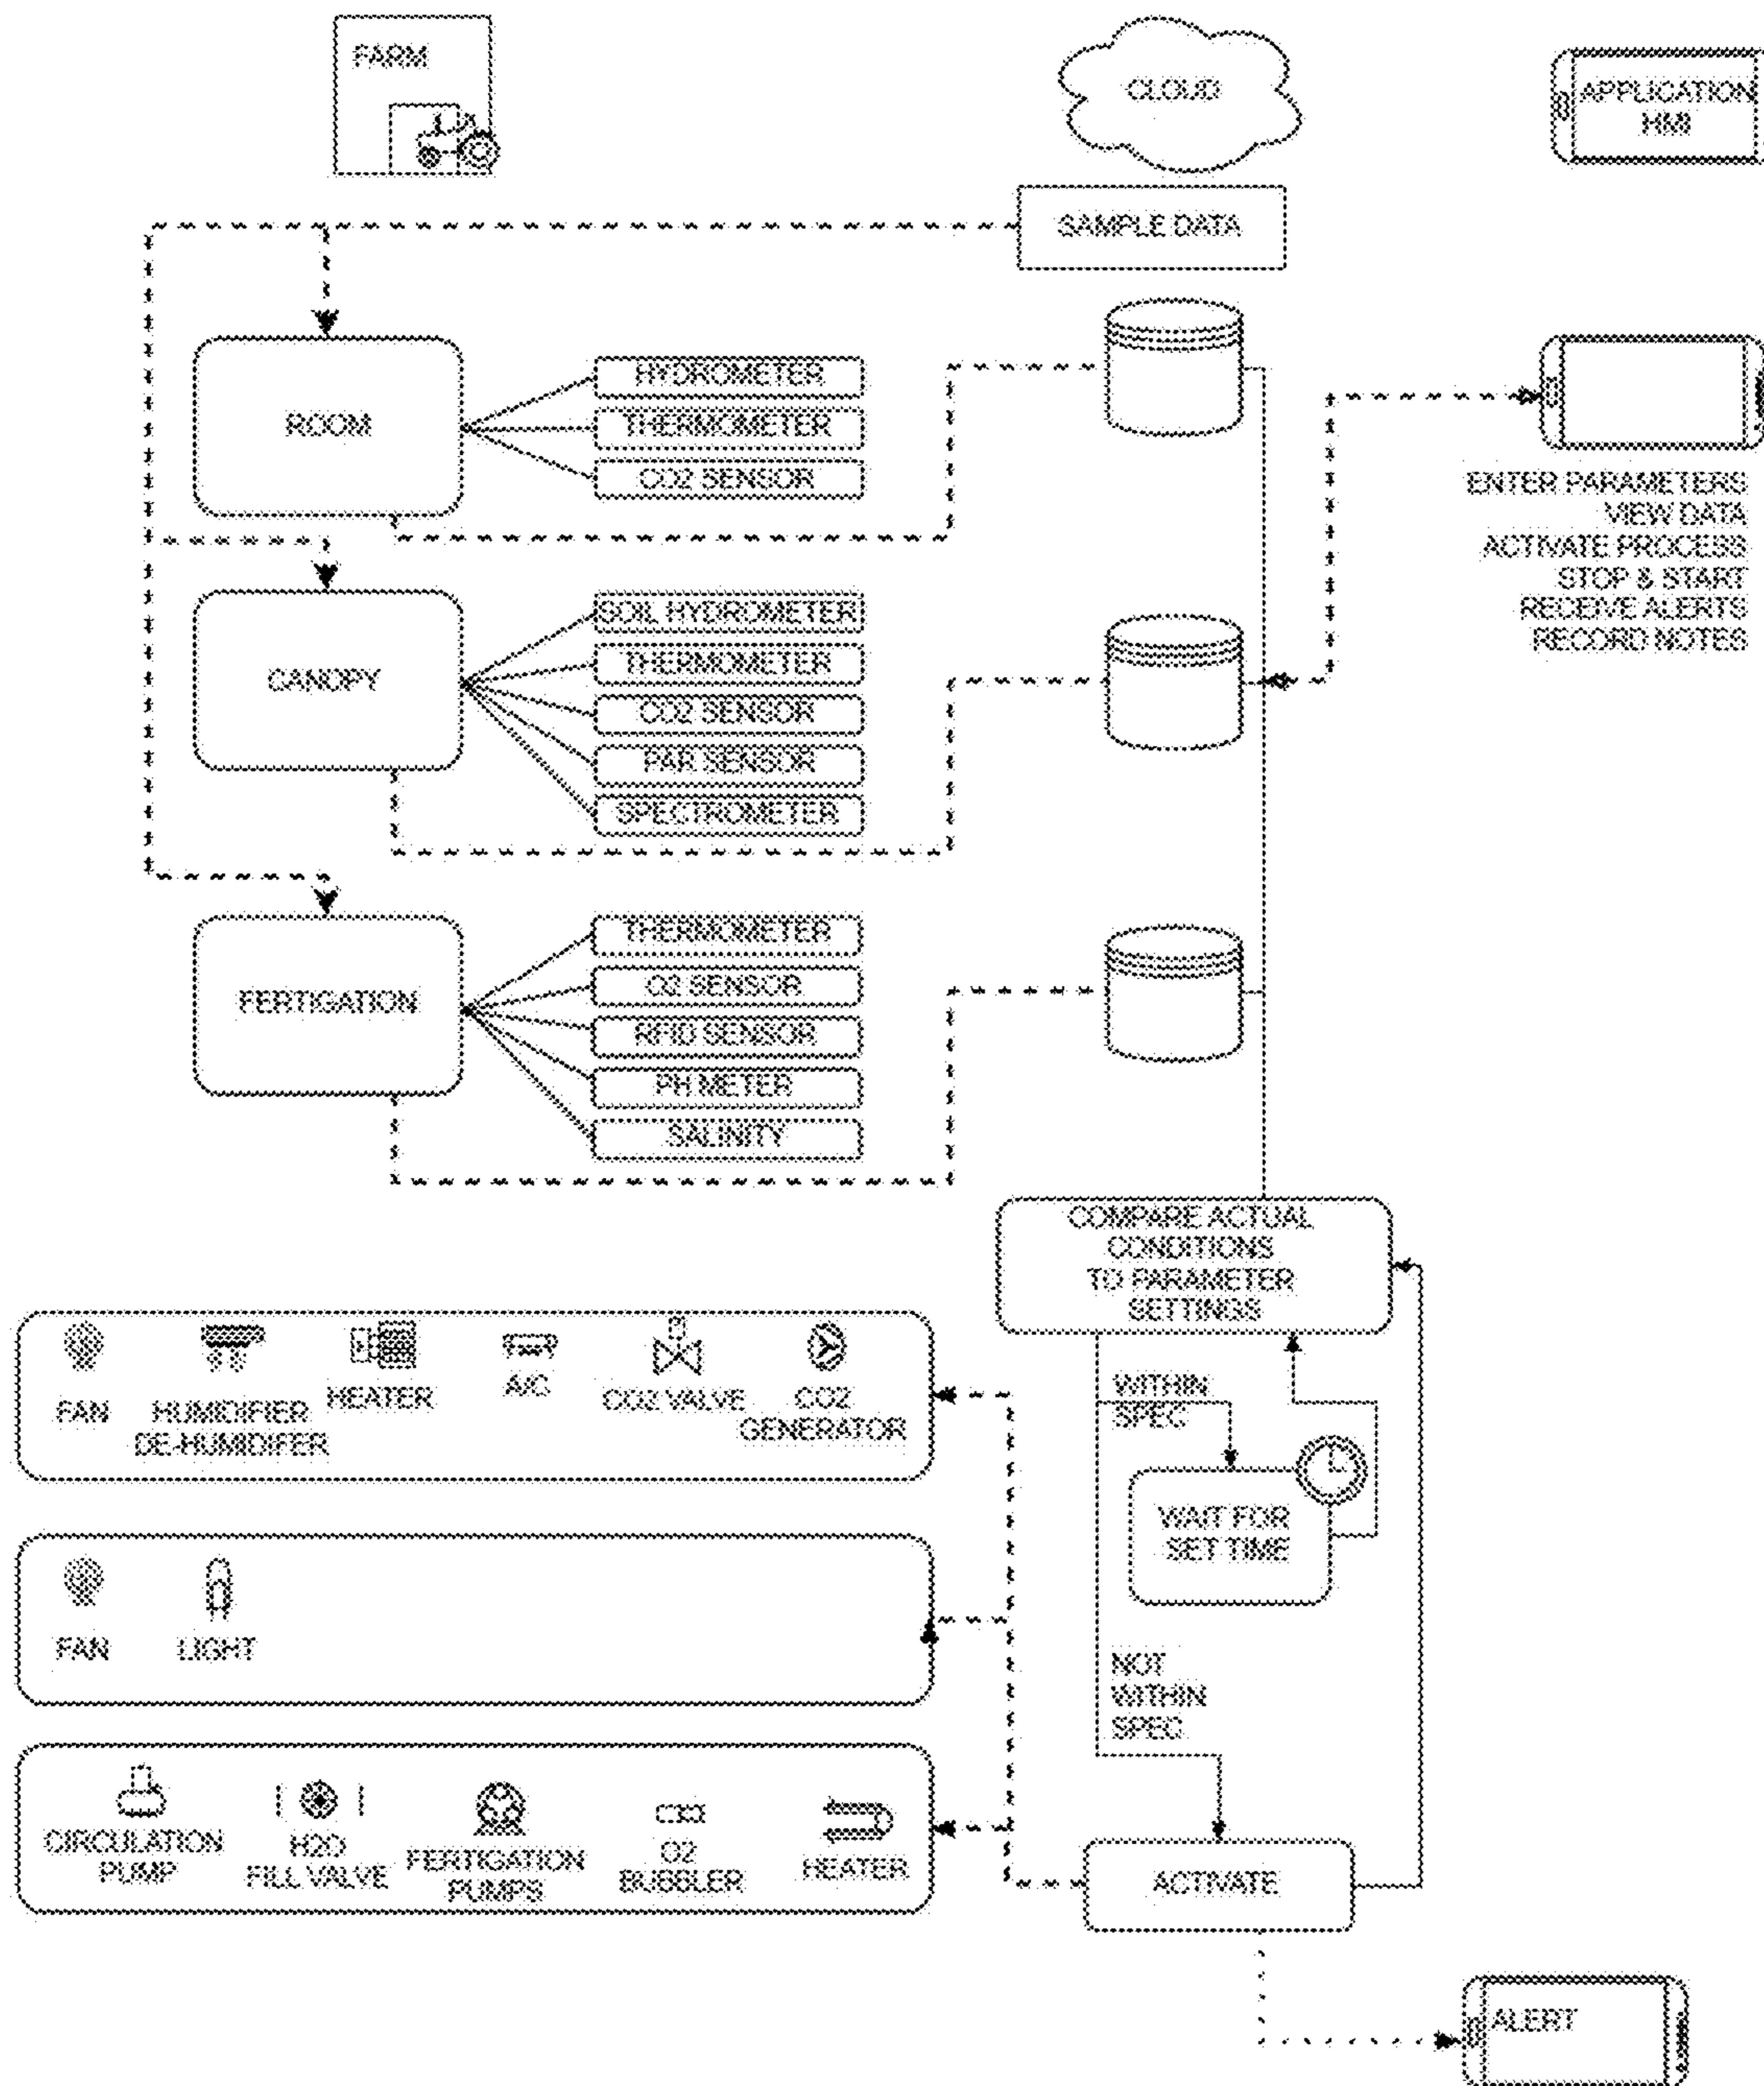 FARM
CLOUD
APPLICATION
HMI
SAMPLE DATA
ROOM
HYDROMETER
THERMOMETER
CO2 SENSOR
ENTER PARAMETERS
VIEW DATA
ACTIVATE PROCESS
STOP & START
RECEIVE ALERTS
RECORD NOTES
CANOPY
SOIL HYDROMETER
THERMOMETER
CO2 SENSOR
PAR SENSOR
SPECTROMETER
FERTIGATION
THERMOMETER
O2 SENSOR
RFID SENSOR
PH METER
SALINITY
COMPARE ACTUAL
CONDITIONS
TO PARAMETER
SETTINGS
FAN
HUMIDIFIER
DE-HUMIDIFER
HEATER
A/C
CO2 VALVE
CO2
GENERATOR
WITHIN
SPEC
WAIT FOR
SET TIME
FAN
LIGHT
NOT
WITHIN
SPEC
CIRCULATION
PUMP
H2O
FILL VALVE
FERTIGATION
PUMPS
O2
BUBBLER
HEATER
ACTIVATE
ALERT